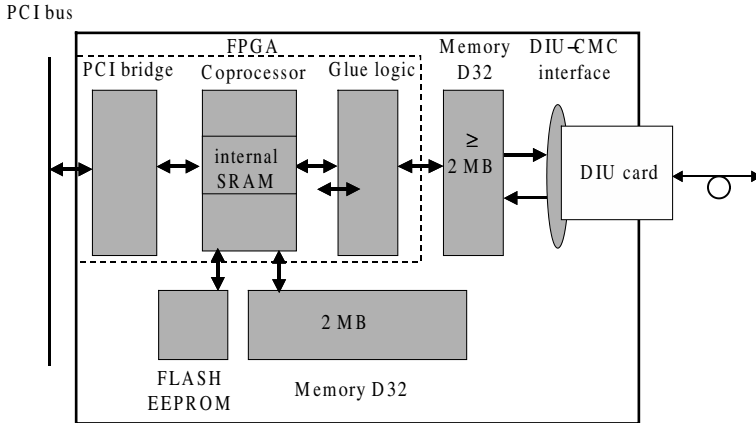 PCI bus
FPGA
Memory
D32
DIU-CMC
interface
PCI bridge
Coprocessor
Glue logic
internal
SRAM
≥
2 MB
DIU card
2 MB
FLASH
EEPROM
Memory D32